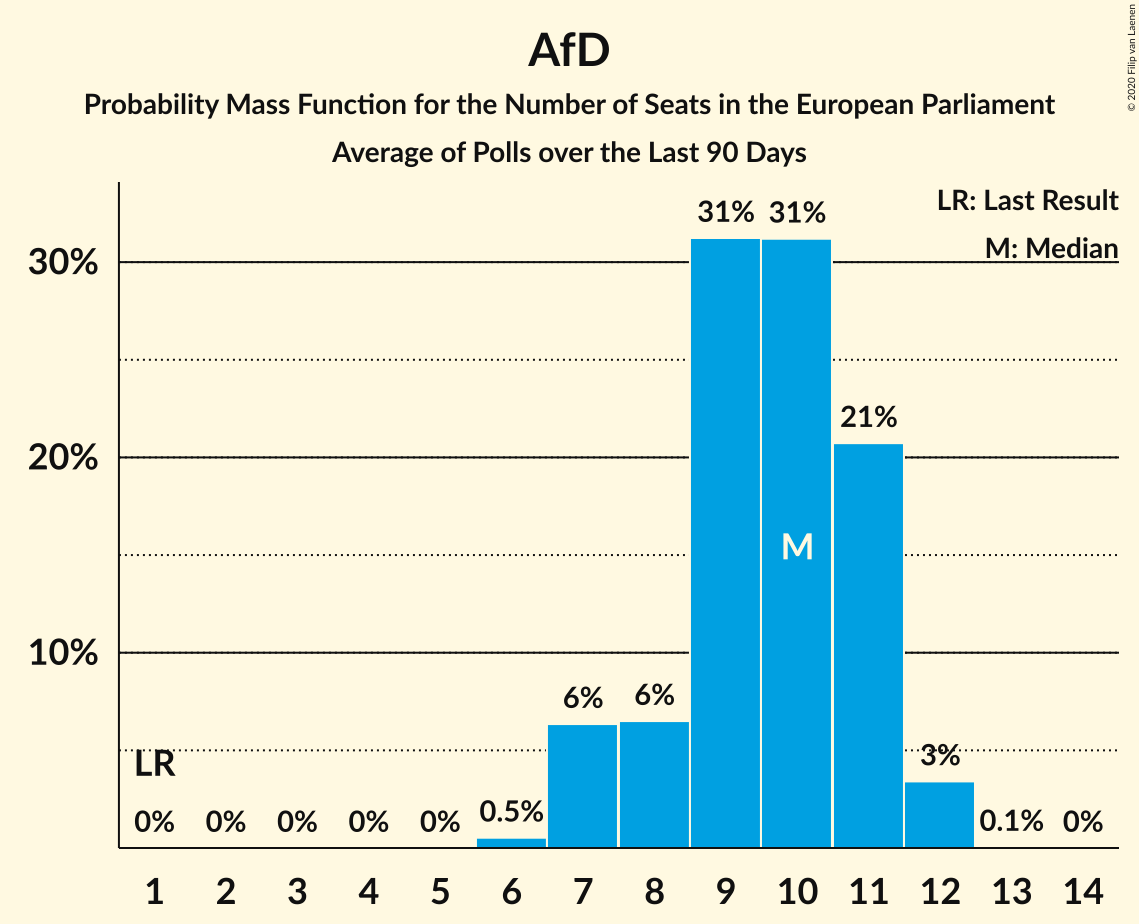 AfD
Probability Mass Function for the Number of Seats in the European Parliament
Average of Polls over the Last 90 Days
© 2020 Filip van Laenen
LR: Last Result
M: Median
31% 31%
30%
21%
20%
M
10%
6% 6%
LR
3%
0% 0% 0% 0% 0% 0.5% 0.1% 0%
1 2 3 4 5 6 7 8 9 10 11 12 13 14